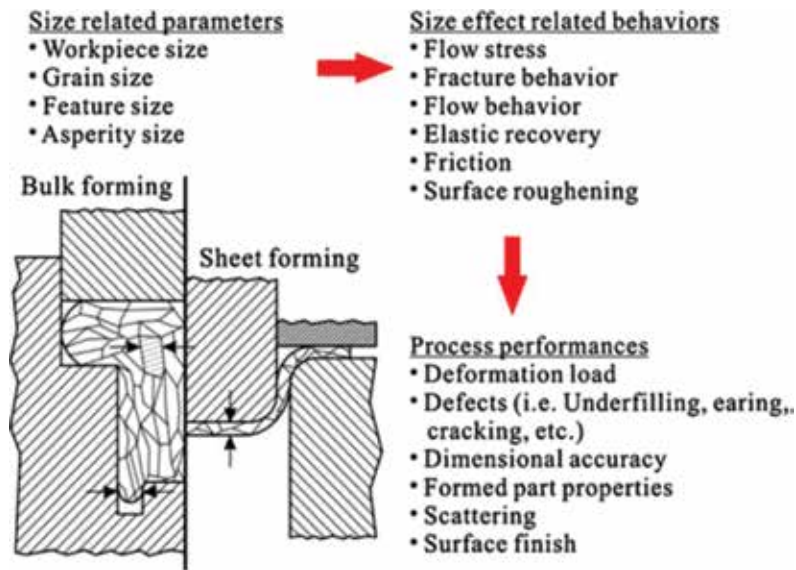 Size related parameters
• Workpiece size
• Grain size
• Feature size
• Asperity size
Size effect related behaviors
• Flow stress
• Fracture behavior
• Flow behavior
• Elastic recovery
• Friction
• Surface roughening
Bulk forming
Sheet forming
Process performances
• Deformation load
• Defects (i.e. Underfilling, earing,.
cracking, etc.)
• Dimensional accuracy
• Formed part properties
• Scattering
• Surface finish